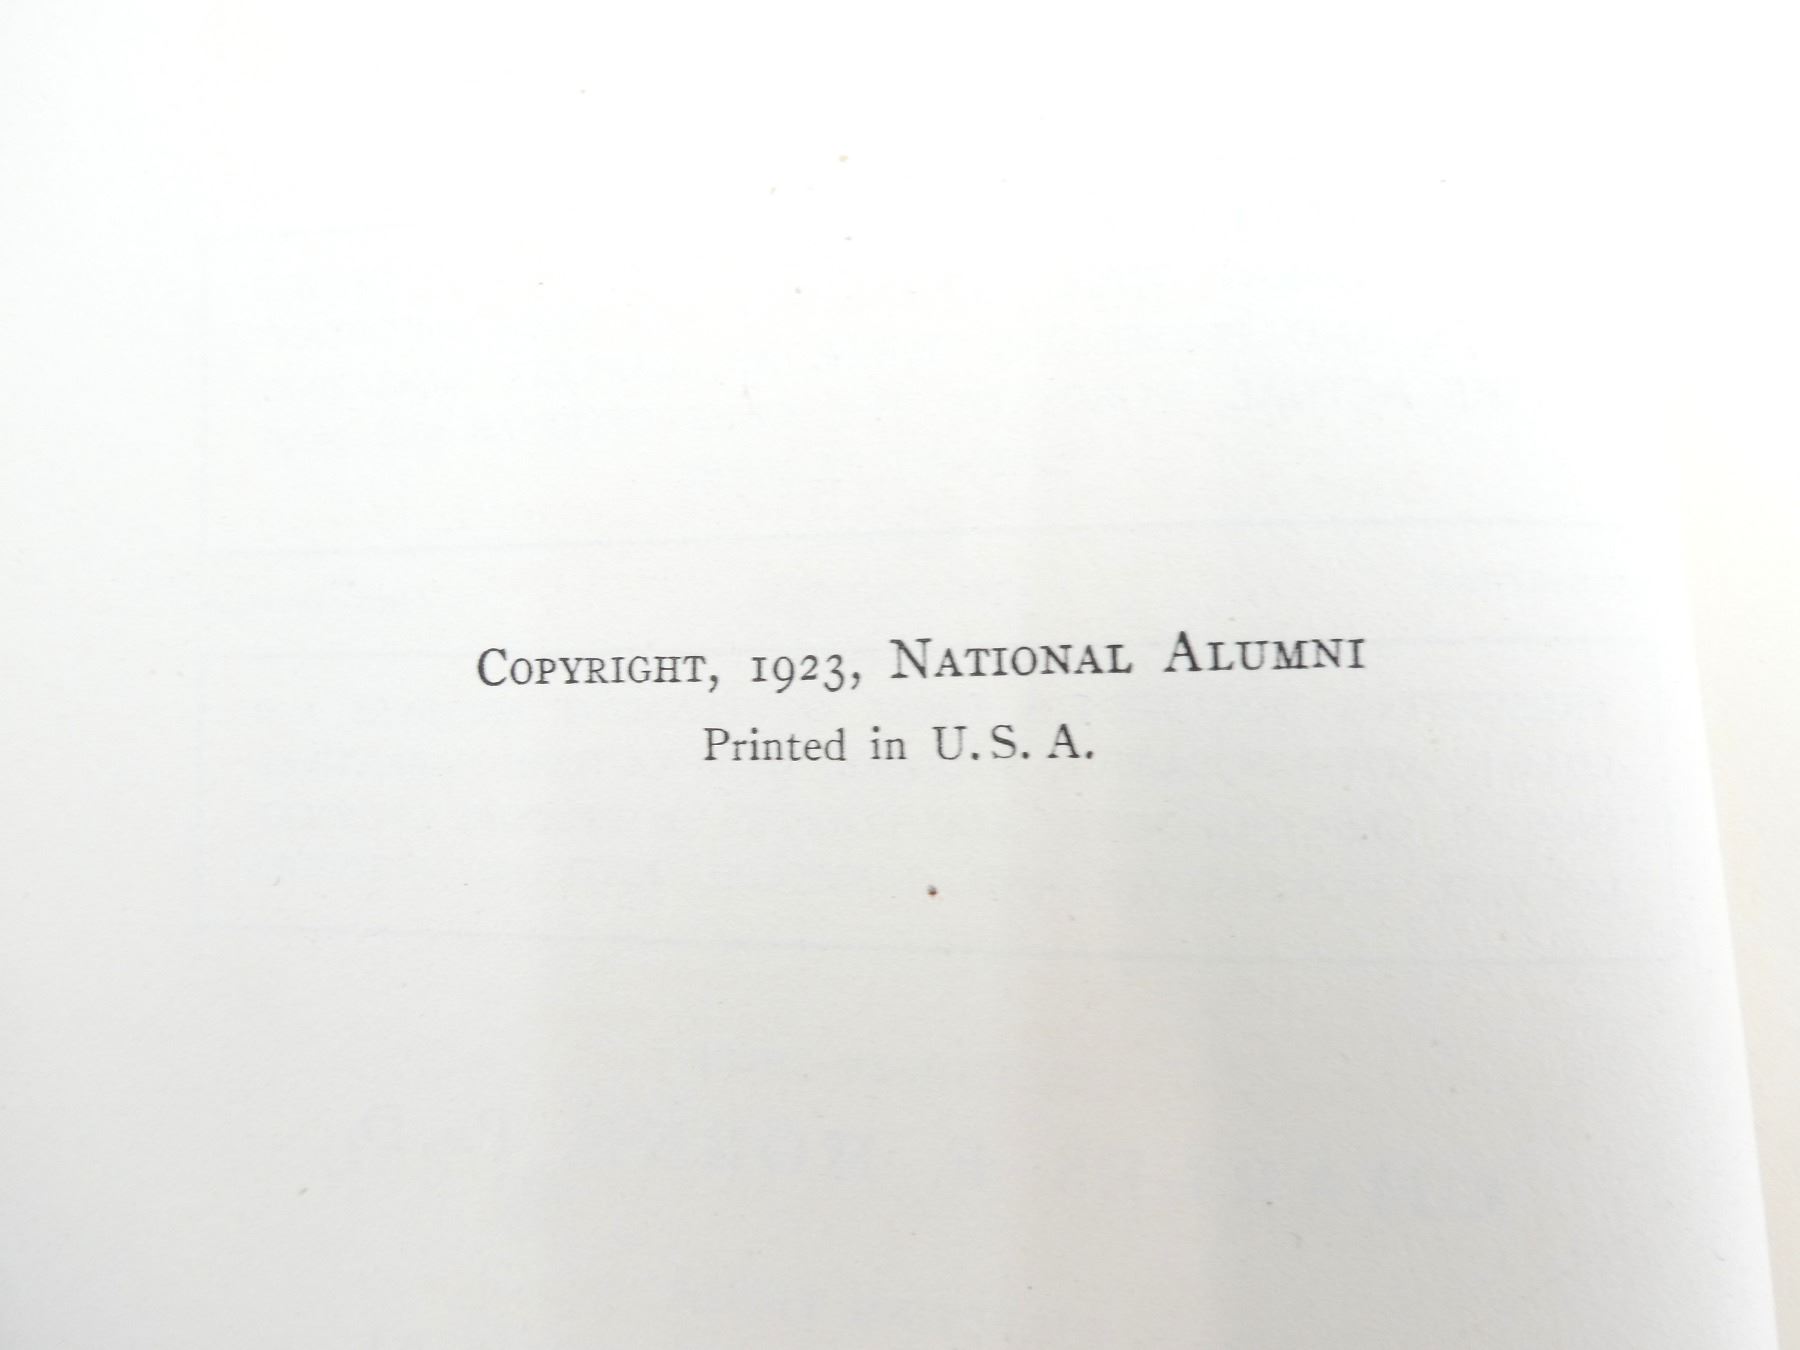 Copyright, 1923, National Alumni
Printed in U. S. A.